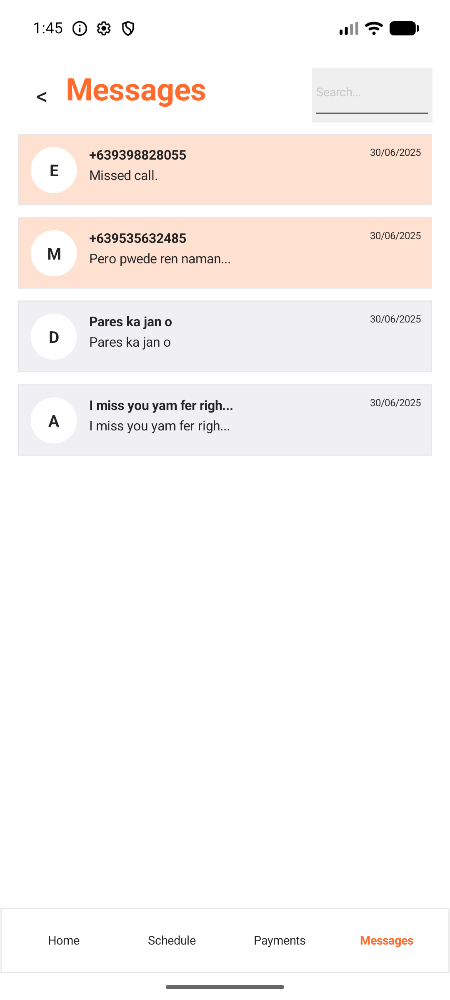 1:45
< Messages
Search...
E
+639398828055
30/06/2025
Missed call.
M
+639535632485
30/06/2025
Pero pwede ren naman...
D
Pares ka jan o
30/06/2025
Pares ka jan o
A
I miss you yam fer righ...
30/06/2025
I miss you yam fer righ...
Home Schedule Payments Messages